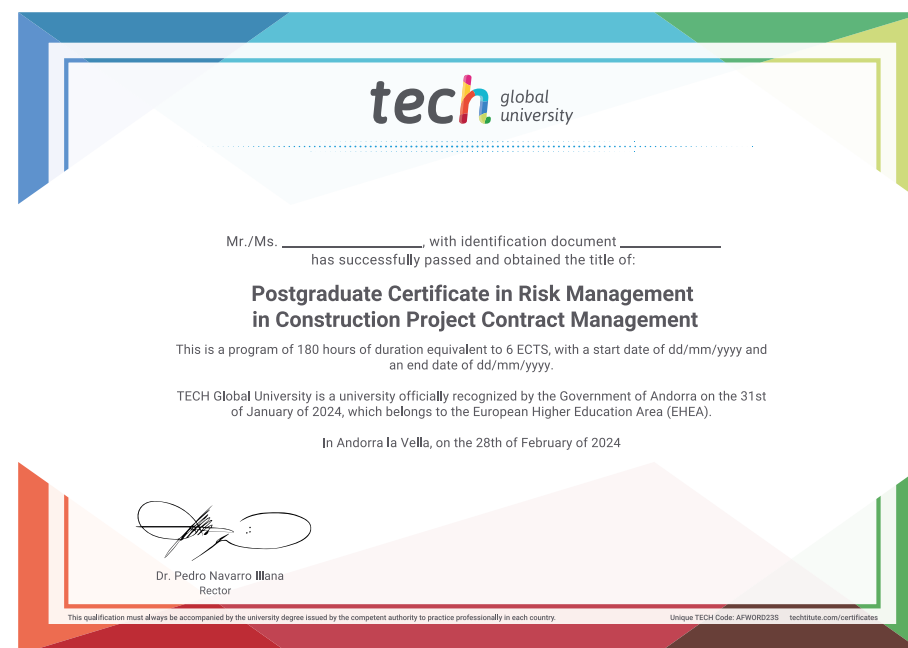 tech global university
Mr./Ms. ____________, with identification document ____________
has successfully passed and obtained the title of:
Postgraduate Certificate in Risk Management
in Construction Project Contract Management
This is a program of 180 hours of duration equivalent to 6 ECTS, with a start date of dd/mm/yyyy and
an end date of dd/mm/yyyy.
TECH Global University is a university officially recognized by the Government of Andorra on the 31st
of January of 2024, which belongs to the European Higher Education Area (EHEA).
In Andorra la Vella, on the 28th of February of 2024
Dr. Pedro Navarro Illana
Rector
This qualification must always be accompanied by the university degree issued by the competent authority to practice professionally in each country. Unique TECH Code: AFWORD23S techtitute.com/certificates